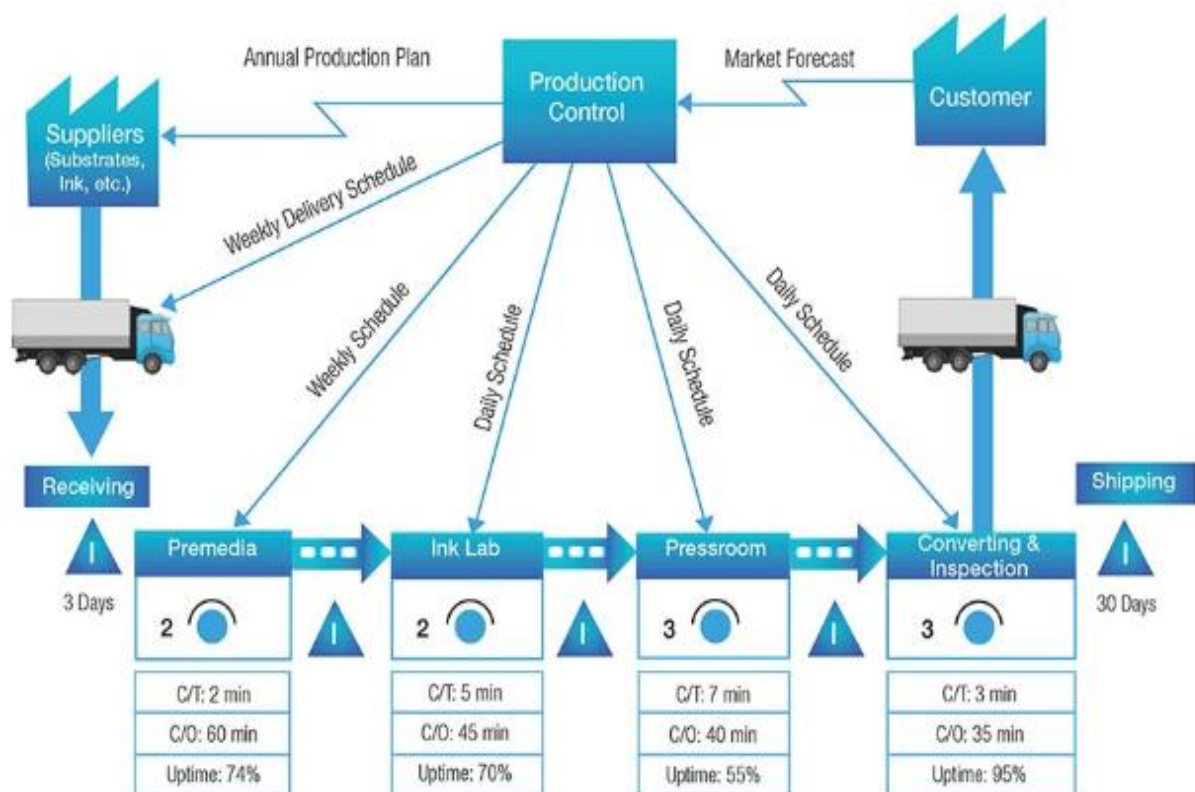 Annual Production Plan
Production
Control
Market Forecast
Customer
Suppliers
(Substrates,
Ink, etc.)
Weekly Delivery Schedule
Weekly Schedule
Daily Schedule
Daily Schedule
Daily Schedule
Receiving
Shipping
I
3 Days
Premedia
2
C/T: 2 min
C/O: 60 min
Uptime: 74%
I
Ink Lab
2
C/T: 5 min
C/O: 45 min
Uptime: 70%
I
Pressroom
3
C/T: 7 min
C/O: 40 min
Uptime: 55%
I
Converting &
Inspection
3
C/T: 3 min
C/O: 35 min
Uptime: 95%
I
30 Days